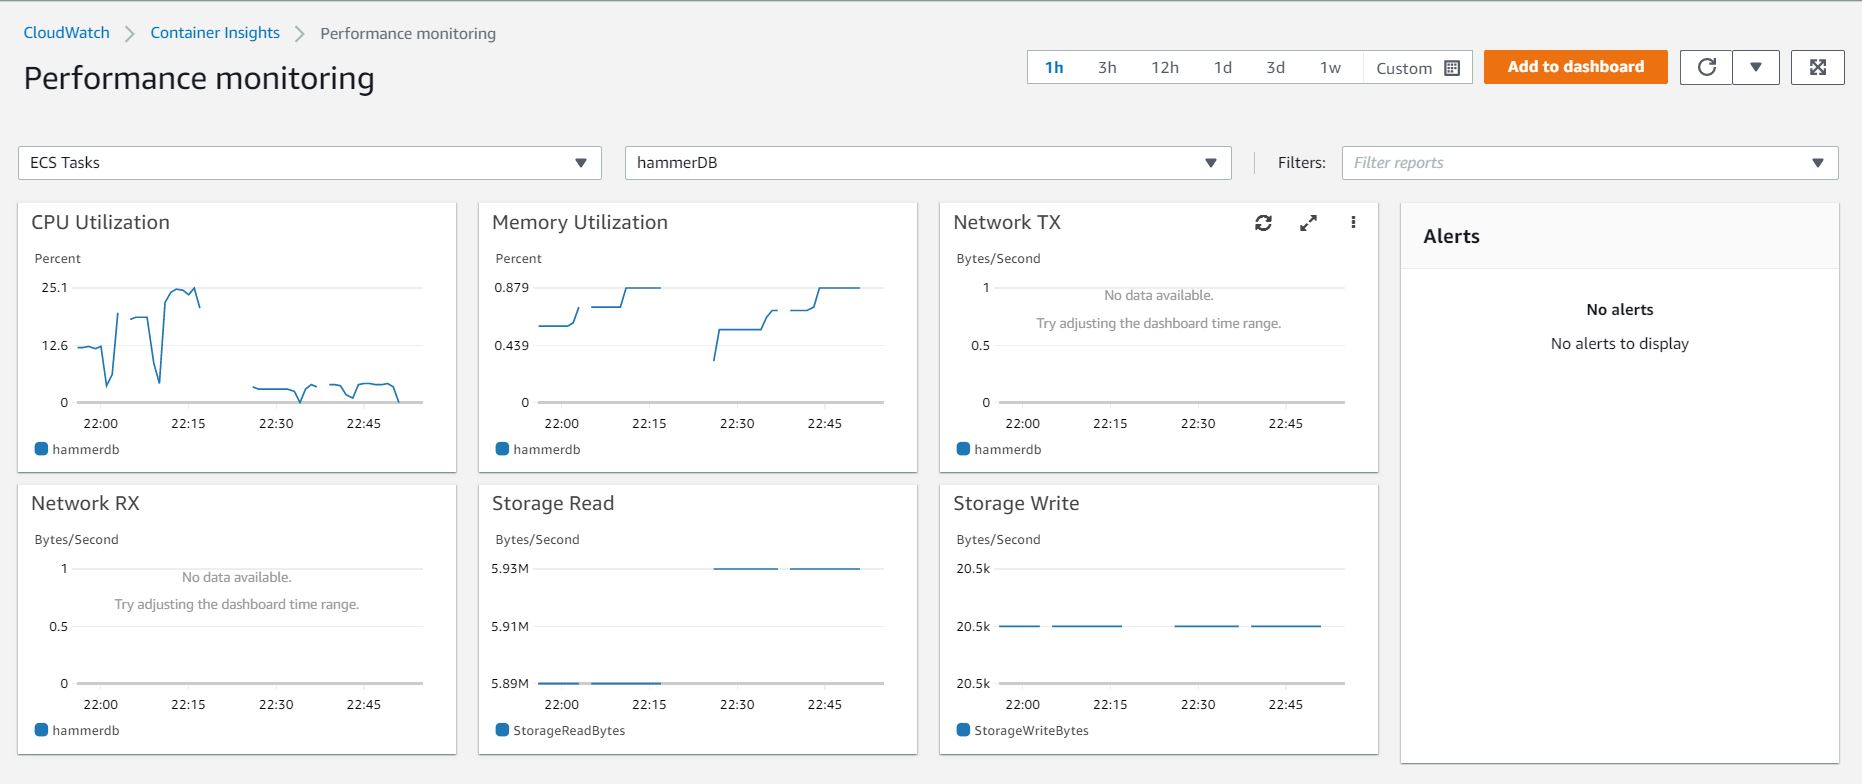 CloudWatch > Container Insights > Performance monitoring
Performance monitoring
1h 3h 12h 1d 3d 1w Custom Add to dashboard
ECS Tasks
hammerDB
Filters: Filter reports
CPU Utilization
Percent
25.1
12.6
0
22:00 22:15 22:30 22:45
hammerdb
Memory Utilization
Percent
0.879
0.439
0
22:00 22:15 22:30 22:45
hammerdb
Network TX
Bytes/Second
1
No data available.
Try adjusting the dashboard time range.
0.5
0
22:00 22:15 22:30 22:45
hammerdb
Alerts
No alerts
No alerts to display
Network RX
Bytes/Second
1
No data available.
Try adjusting the dashboard time range.
0.5
0
22:00 22:15 22:30 22:45
hammerdb
Storage Read
Bytes/Second
5.93M
5.91M
5.89M
22:00 22:15 22:30 22:45
StorageReadBytes
Storage Write
Bytes/Second
20.5k
20.5k
20.5k
22:00 22:15 22:30 22:45
StorageWriteBytes